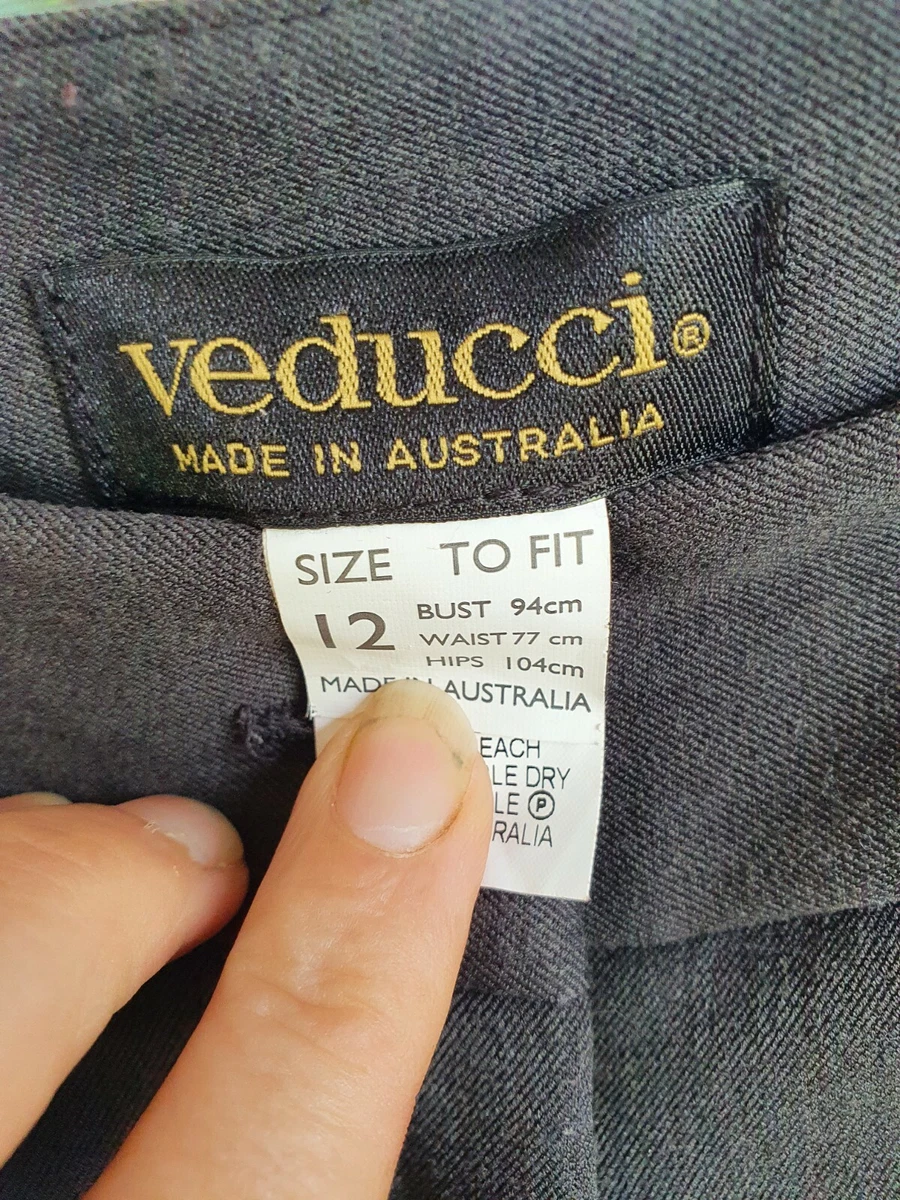 veducci®
MADE IN AUSTRALIA
SIZE TO FIT
12 BUST 94cm
WAIST 77 cm
HIPS 104cm
MADE IN AUSTRALIA
EACH
LE DRY
LE Ⓟ
RALIA